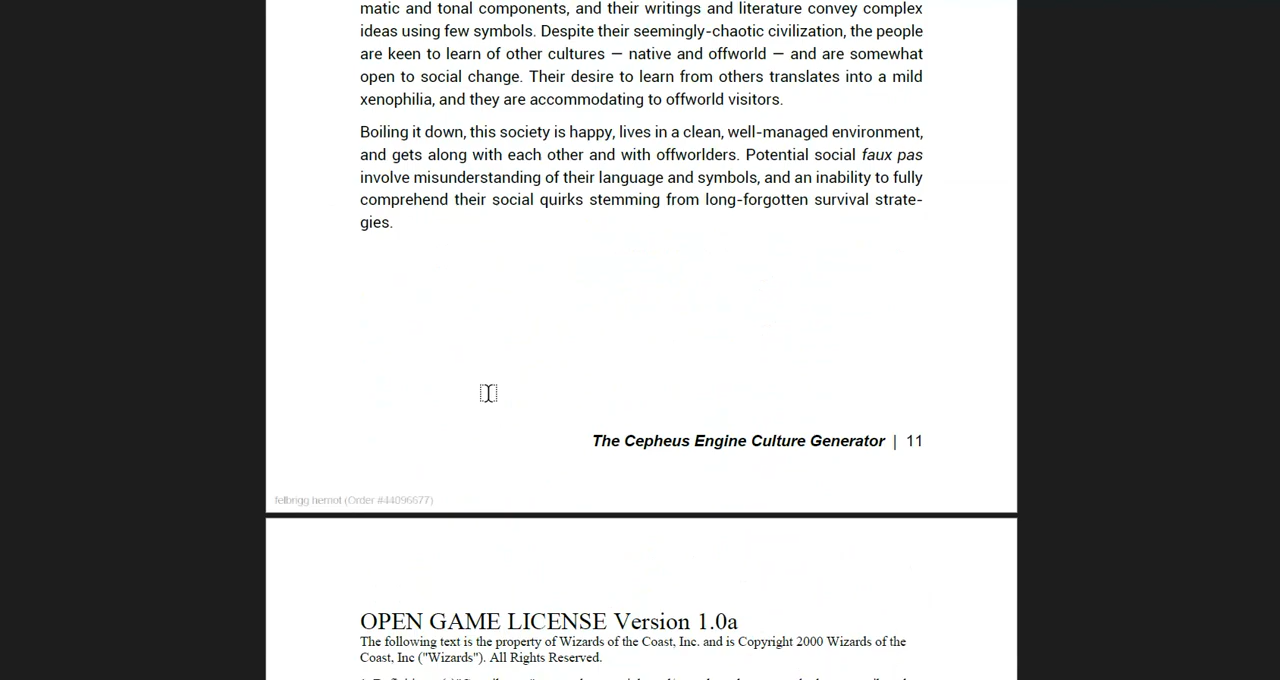 matic and tonal components, and their writings and literature convey complex
ideas using few symbols. Despite their seemingly-chaotic civilization, the people
are keen to learn of other cultures — native and offworld — and are somewhat
open to social change. Their desire to learn from others translates into a mild
xenophilia, and they are accommodating to offworld visitors.
Boiling it down, this society is happy, lives in a clean, well-managed environment,
and gets along with each other and with offworlders. Potential social faux pas
involve misunderstanding of their language and symbols, and an inability to fully
comprehend their social quirks stemming from long-forgotten survival strate-
gies.
The Cepheus Engine Culture Generator | 11
felbrigg herriot (Order #44096677)
OPEN GAME LICENSE Version 1.0a
The following text is the property of Wizards of the Coast, Inc. and is Copyright 2000 Wizards of the
Coast, Inc ("Wizards"). All Rights Reserved.